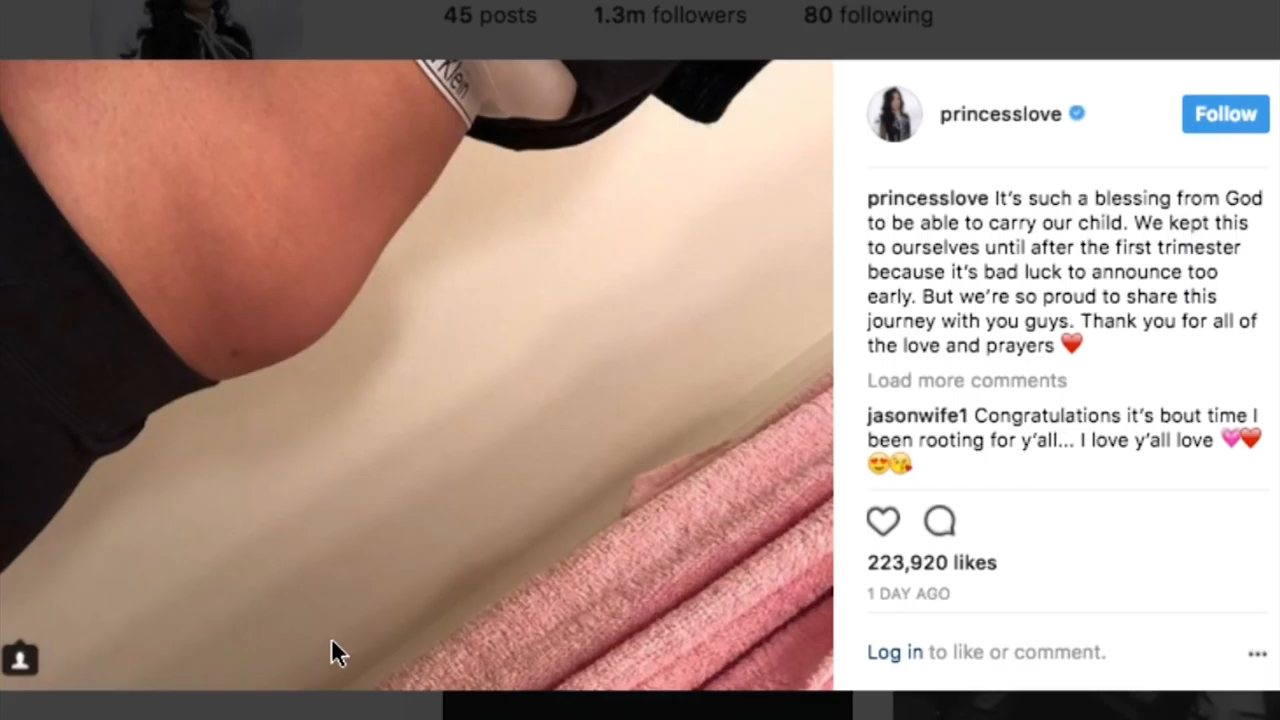 45 posts 1.3m followers 80 following
Klein
princesslove
Follow
princesslove It's such a blessing from God
to be able to carry our child. We kept this
to ourselves until after the first trimester
because it's bad luck to announce too
early. But we're so proud to share this
journey with you guys. Thank you for all of
the love and prayers ❤️
Load more comments
jasonwife1 Congratulations it's bout time I
been rooting for y'all... I love y'all love 💓❤️
😍😘
223,920 likes
1 DAY AGO
Log in to like or comment.